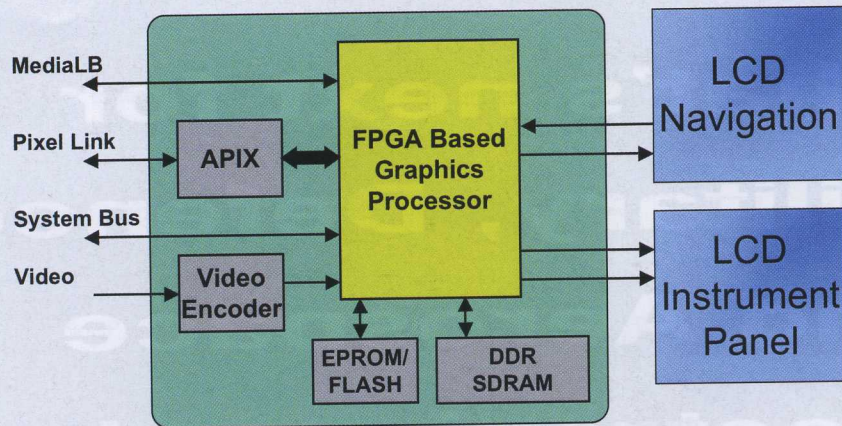 MediaLB
Pixel Link
System Bus
Video
APIX
Video
Encoder
FPGA Based
Graphics
Processor
EPROM/
FLASH
DDR
SDRAM
LCD
Navigation
LCD
Instrument
Panel